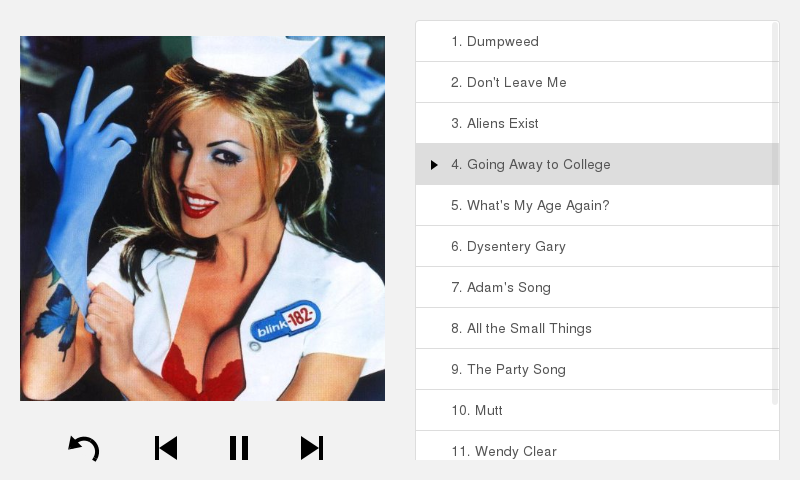 blink-182-
1. Dumpweed
2. Don't Leave Me
3. Aliens Exist
4. Going Away to College
5. What's My Age Again?
6. Dysentery Gary
7. Adam's Song
8. All the Small Things
9. The Party Song
10. Mutt
11. Wendy Clear